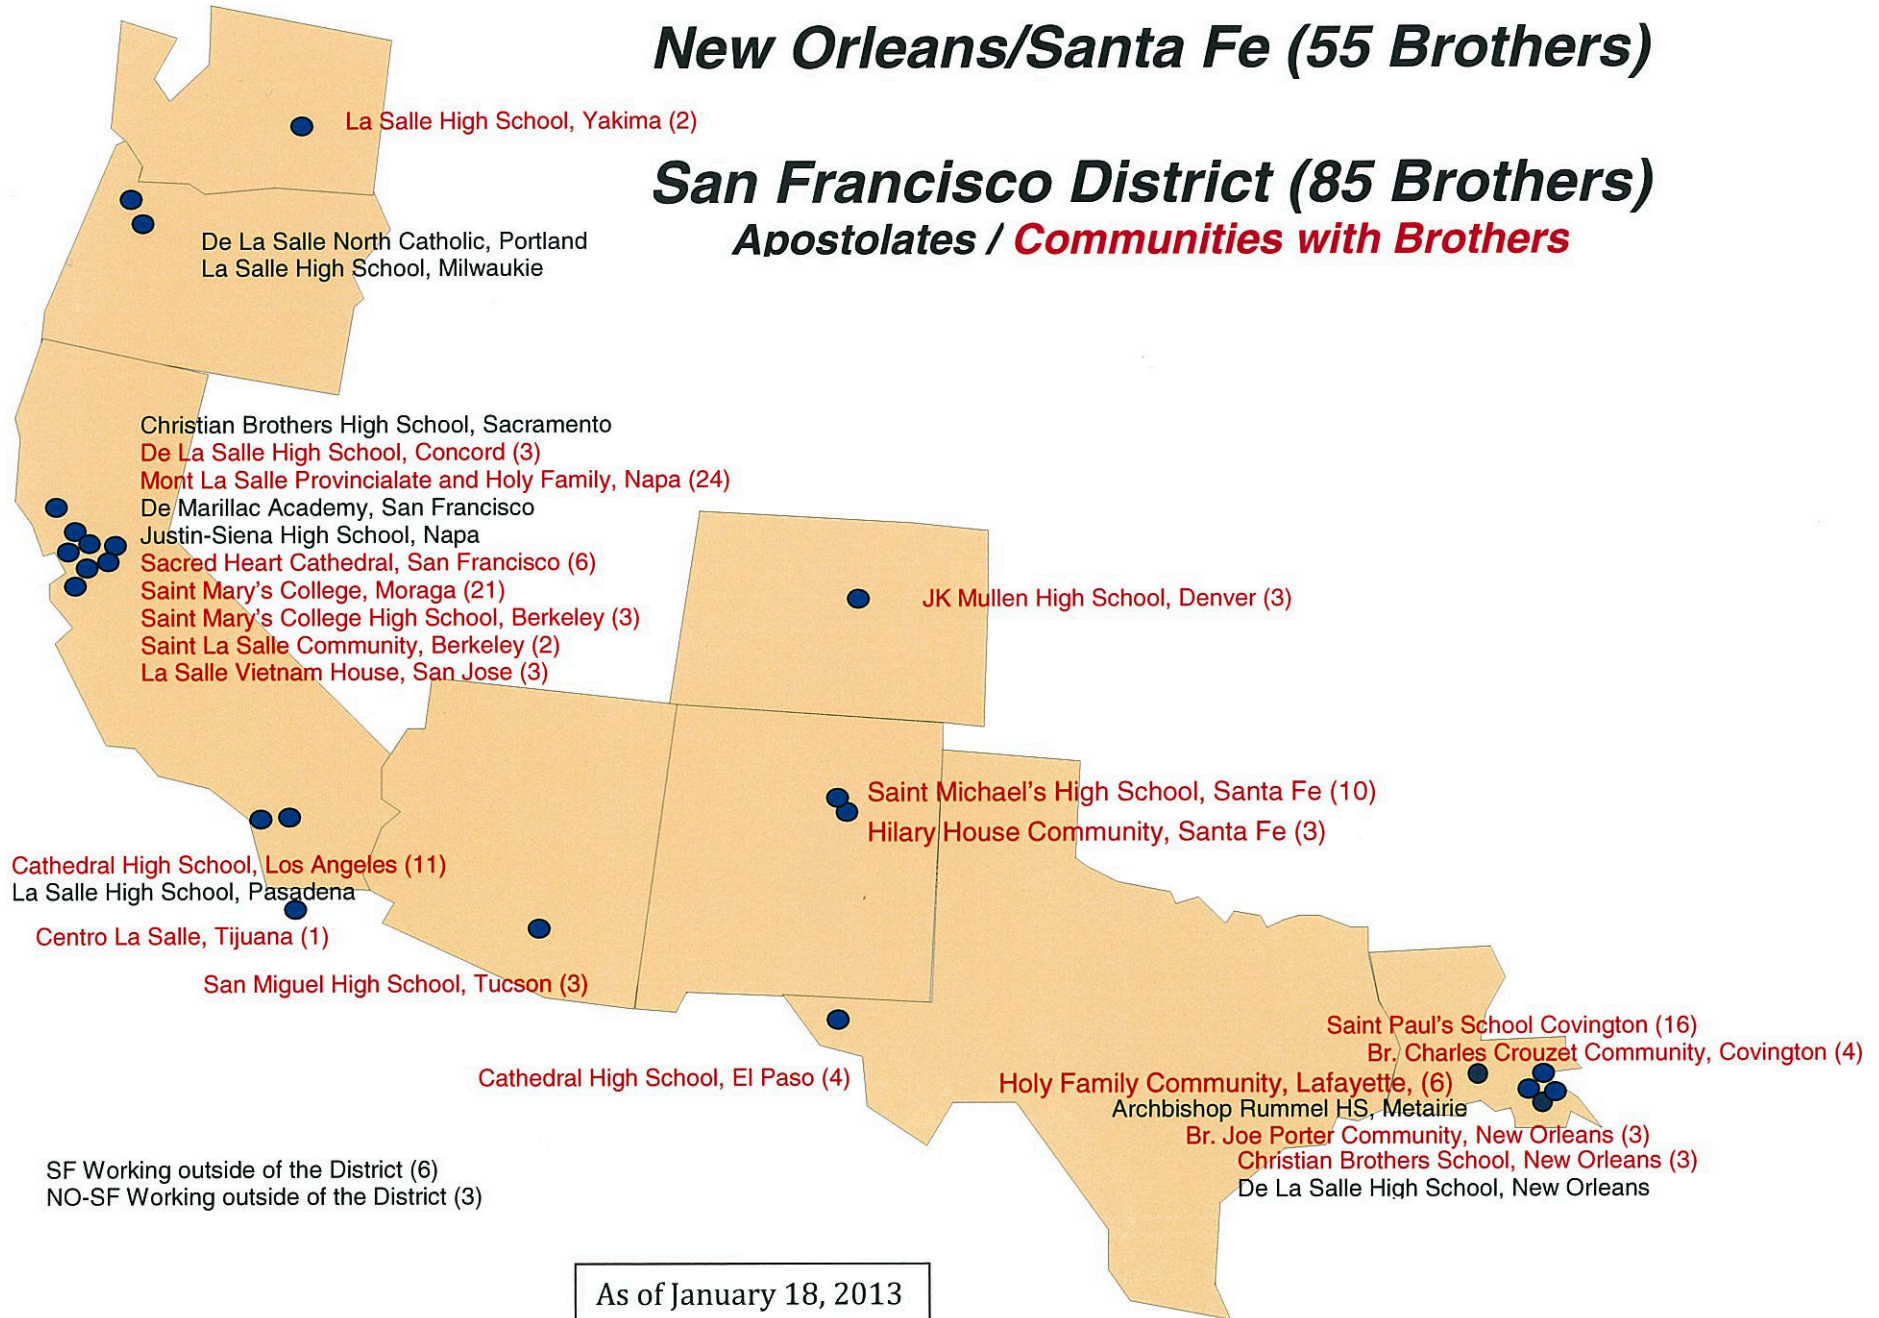 New Orleans/Santa Fe (55 Brothers)
San Francisco District (85 Brothers)
Apostolates / Communities with Brothers
La Salle High School, Yakima (2)
De La Salle North Catholic, Portland
La Salle High School, Milwaukie
Christian Brothers High School, Sacramento
De La Salle High School, Concord (3)
Mont La Salle Provincialate and Holy Family, Napa (24)
De Marillac Academy, San Francisco
Justin-Siena High School, Napa
Sacred Heart Cathedral, San Francisco (6)
Saint Mary's College, Moraga (21)
Saint Mary's College High School, Berkeley (3)
Saint La Salle Community, Berkeley (2)
La Salle Vietnam House, San Jose (3)
JK Mullen High School, Denver (3)
Saint Michael's High School, Santa Fe (10)
Hilary House Community, Santa Fe (3)
Cathedral High School, Los Angeles (11)
La Salle High School, Pasadena
Centro La Salle, Tijuana (1)
San Miguel High School, Tucson (3)
Cathedral High School, El Paso (4)
Saint Paul's School Covington (16)
Br. Charles Crouzet Community, Covington (4)
Holy Family Community, Lafayette, (6)
Archbishop Rummel HS, Metairie
Br. Joe Porter Community, New Orleans (3)
Christian Brothers School, New Orleans (3)
De La Salle High School, New Orleans
SF Working outside of the District (6)
NO-SF Working outside of the District (3)
As of January 18, 2013